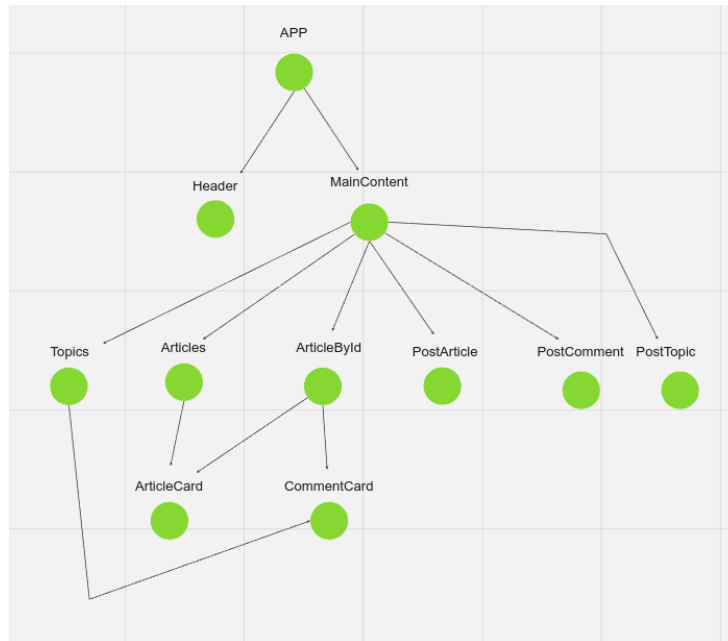 APP
Header
MainContent
Topics
Articles
ArticleById
PostArticle
PostComment
PostTopic
ArticleCard
CommentCard